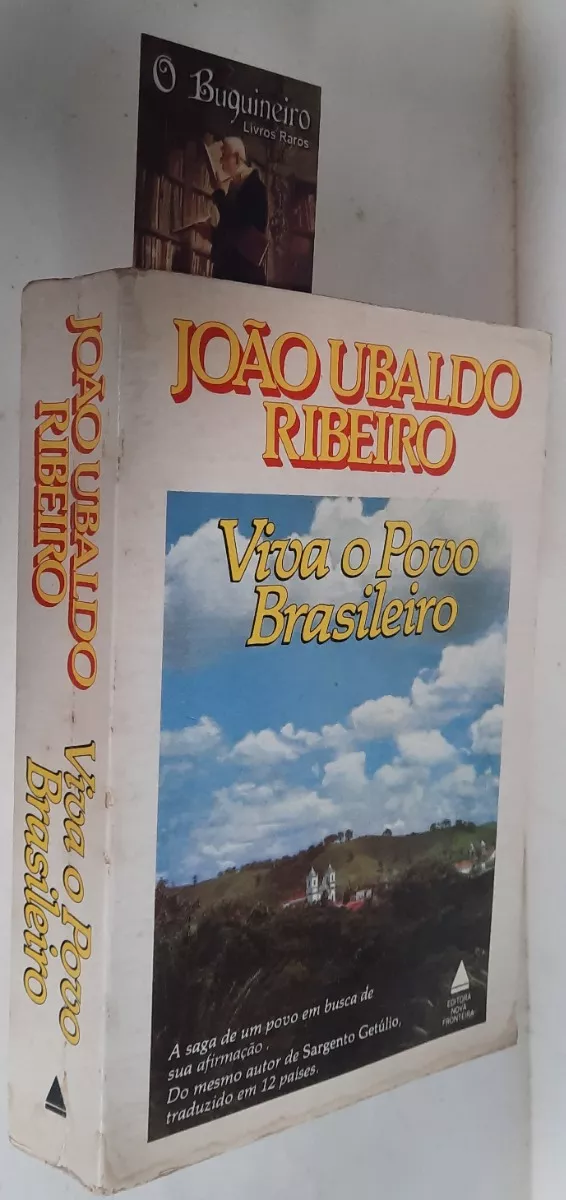 O Buquineiro
Livros Raros
JOÃO UBALDO
RIBEIRO
Viva o Povo
Brasileiro
A saga de um povo em busca de
sua afirmação.
Do mesmo autor de Sargento Getúlio,
traduzido em 12 países.
EDITORA
NOVA
FRONTEIRA
JOÃO UBALDO
RIBEIRO
Viva o Povo
Brasileiro